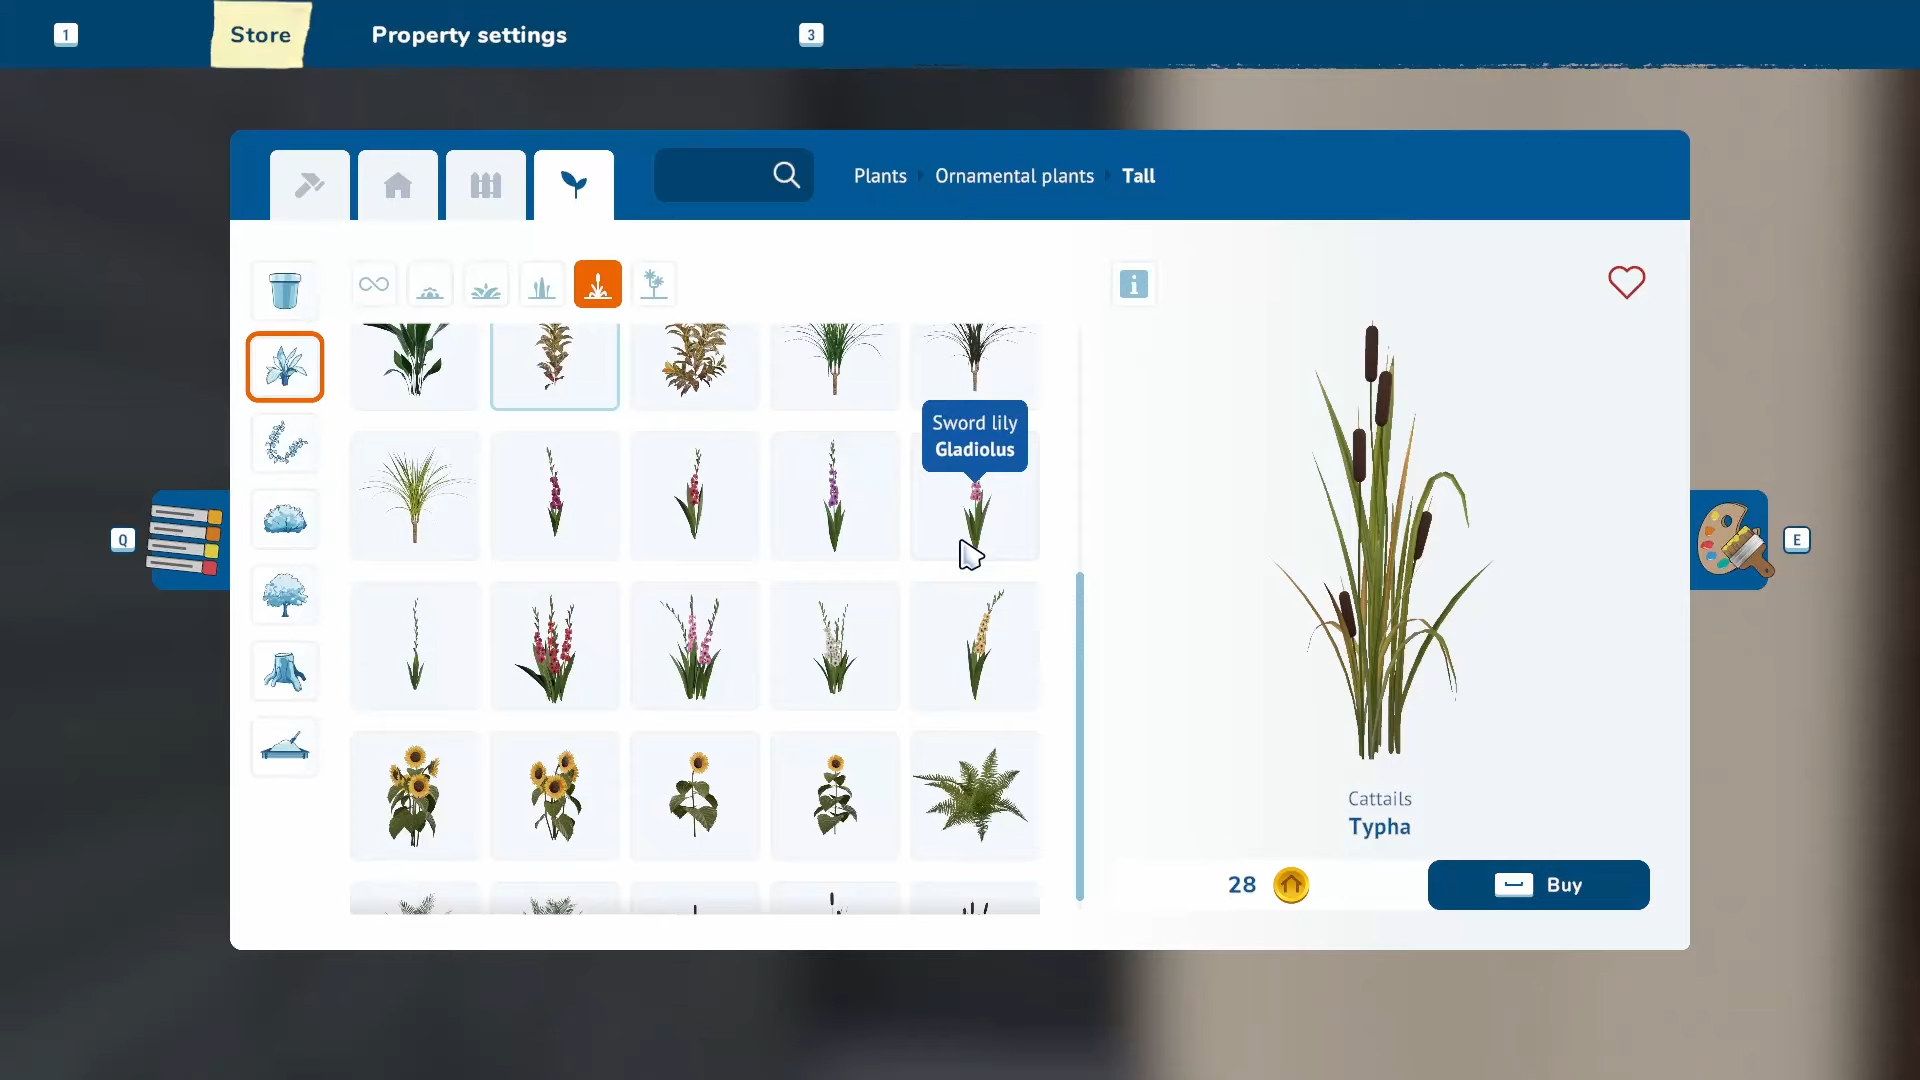 1
Store
Property settings
3
Plants
Ornamental plants
Tall
i
Sword lily
Gladiolus
Q
E
Cattails
Typha
28
Buy